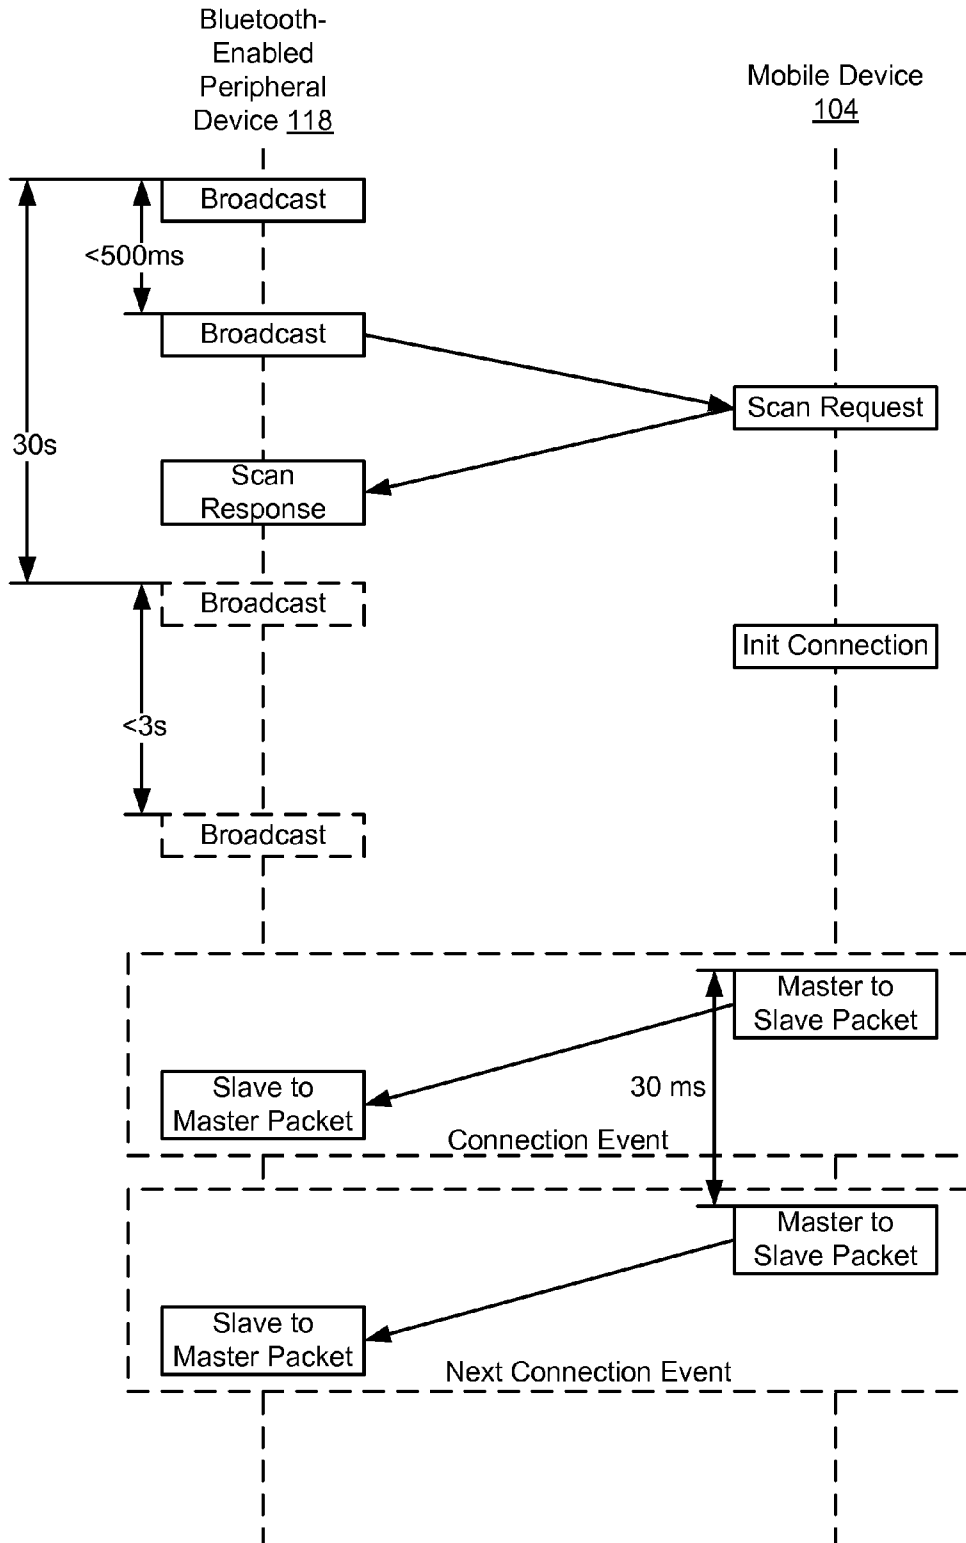 Bluetooth-
Enabled
Peripheral
Device 118
Mobile Device
104
Broadcast
<500ms
Broadcast
Scan Request
30s
Scan
Response
Broadcast
Init Connection
<3s
Broadcast
Master to
Slave Packet
30 ms
Slave to
Master Packet
Connection Event
Master to
Slave Packet
Slave to
Master Packet
Next Connection Event